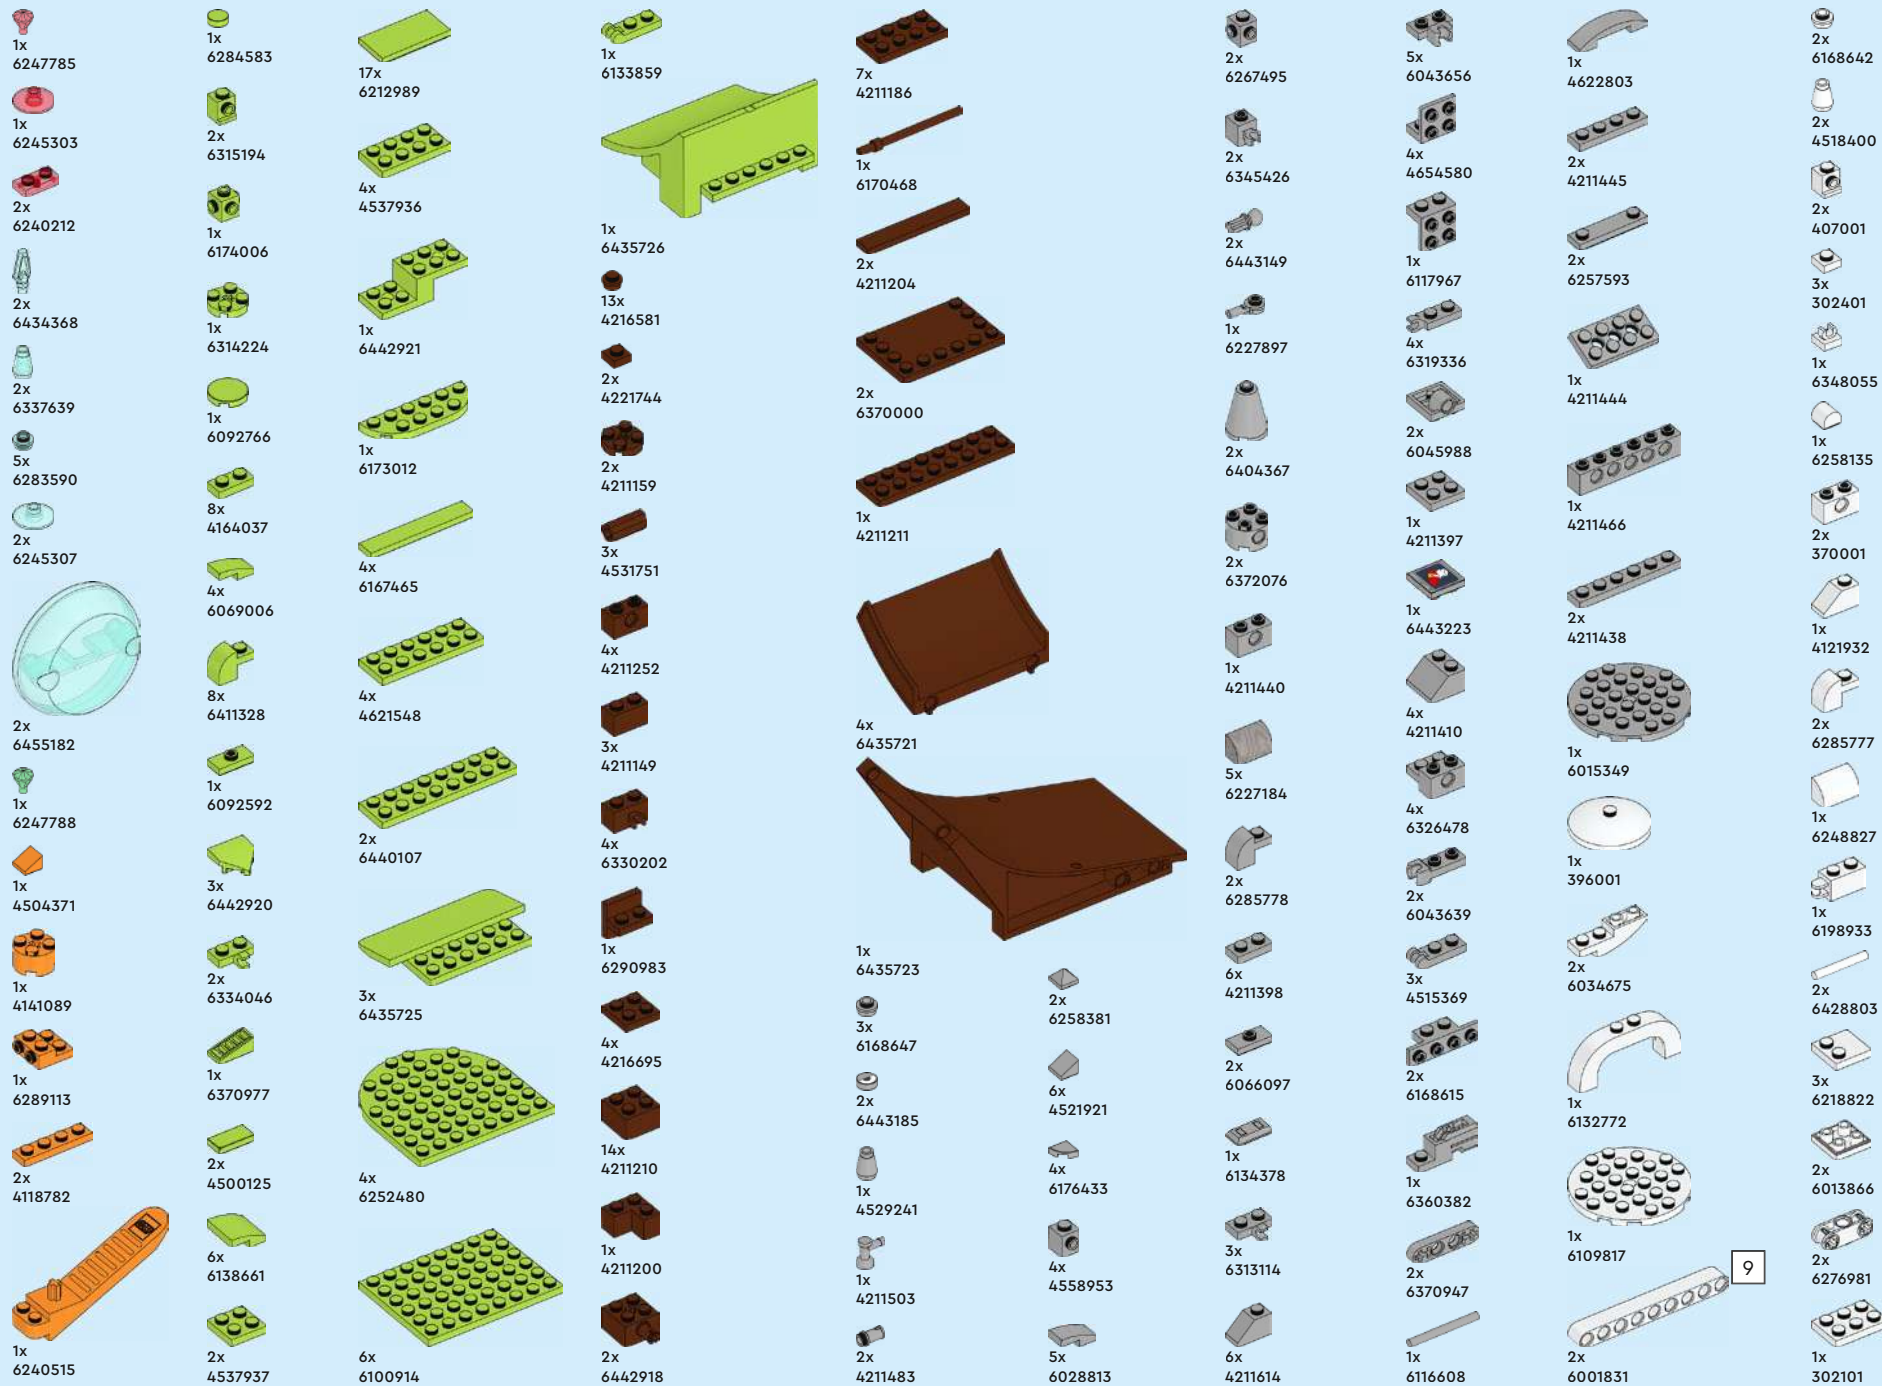 1x
6247785
1x
6245303
2x
6240212
2x
6434368
2x
6337639
5x
6283590
2x
6245307
2x
6455182
1x
6247788
1x
4504371
1x
4141089
1x
6289113
2x
4118782
1x
6240515
1x
6284583
2x
6315194
1x
6174006
1x
6314224
1x
6092766
8x
4164037
4x
6069006
8x
6411328
1x
6092592
3x
6442920
2x
6334046
1x
6370977
2x
4500125
6x
6138661
2x
4537937
17x
6212989
4x
4537936
1x
6442921
1x
6173012
4x
6167465
4x
4621548
2x
6440107
3x
6435725
4x
6252480
6x
6100914
1x
6133859
1x
6435726
13x
4216581
2x
4221744
2x
4211159
3x
4531751
4x
4211252
3x
4211149
4x
6330202
1x
6290983
4x
4216695
14x
4211210
1x
4211200
2x
6442918
7x
4211186
1x
6170468
2x
4211204
2x
6370000
1x
4211211
4x
6435721
1x
6435723
3x
6168647
2x
6443185
1x
4529241
1x
4211503
2x
4211483
2x
6258381
6x
4521921
4x
6176433
4x
4558953
5x
6028813
2x
6267495
2x
6345426
2x
6443149
1x
6227897
2x
6404367
2x
6372076
1x
4211440
5x
6227184
2x
6285778
6x
4211398
2x
6066097
1x
6134378
3x
6313114
6x
4211614
5x
6043656
4x
4654580
1x
6117967
4x
6319336
2x
6045988
1x
4211397
1x
6443223
4x
4211410
4x
6326478
2x
6043639
3x
4515369
2x
6168615
1x
6360382
2x
6370947
1x
6116608
1x
4622803
2x
4211445
2x
6257593
1x
4211444
1x
4211466
2x
4211438
1x
6015349
1x
396001
2x
6034675
1x
6132772
1x
6109817
9
2x
6001831
2x
6168642
2x
4518400
2x
407001
3x
302401
1x
6348055
1x
6258135
2x
370001
1x
4121932
2x
6285777
1x
6248827
1x
6198933
2x
6428803
3x
6218822
2x
6013866
2x
6276981
1x
302101